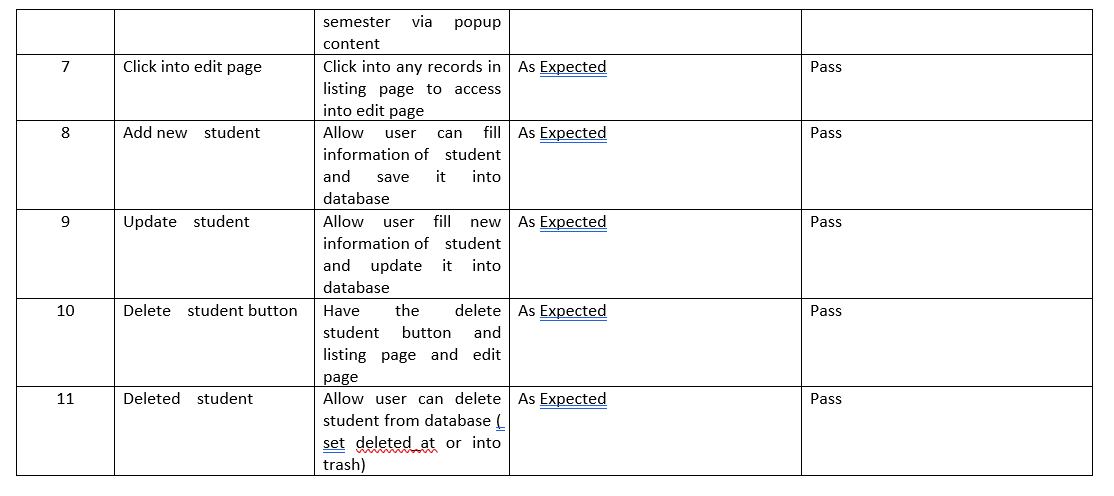 semester via popup
content
7 Click into edit page Click into any records in As Expected Pass
listing page to access
into edit page
8 Add new student Allow user can fill As Expected Pass
information of student
and save it into
database
9 Update student Allow user fill new As Expected Pass
information of student
and update it into
database
10 Delete student button Have the delete As Expected Pass
student button and
listing page and edit
page
11 Deleted student Allow user can delete As Expected Pass
student from database (
set deleted_at or into
trash)